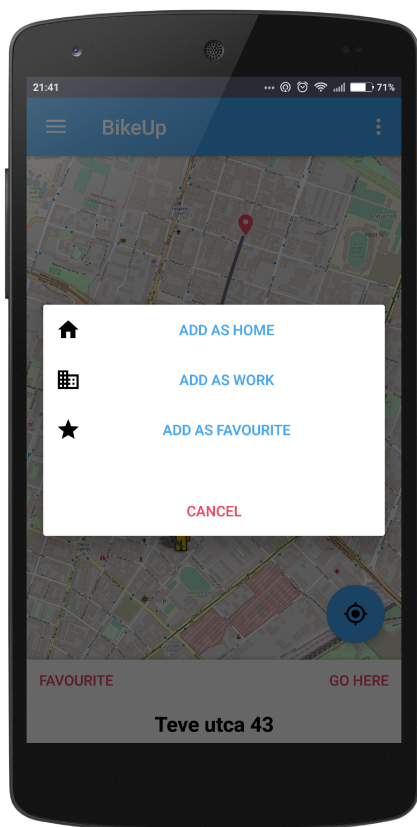 21:41
71%
BikeUp
ADD AS HOME
ADD AS WORK
ADD AS FAVOURITE
CANCEL
FAVOURITE
GO HERE
Teve utca 43